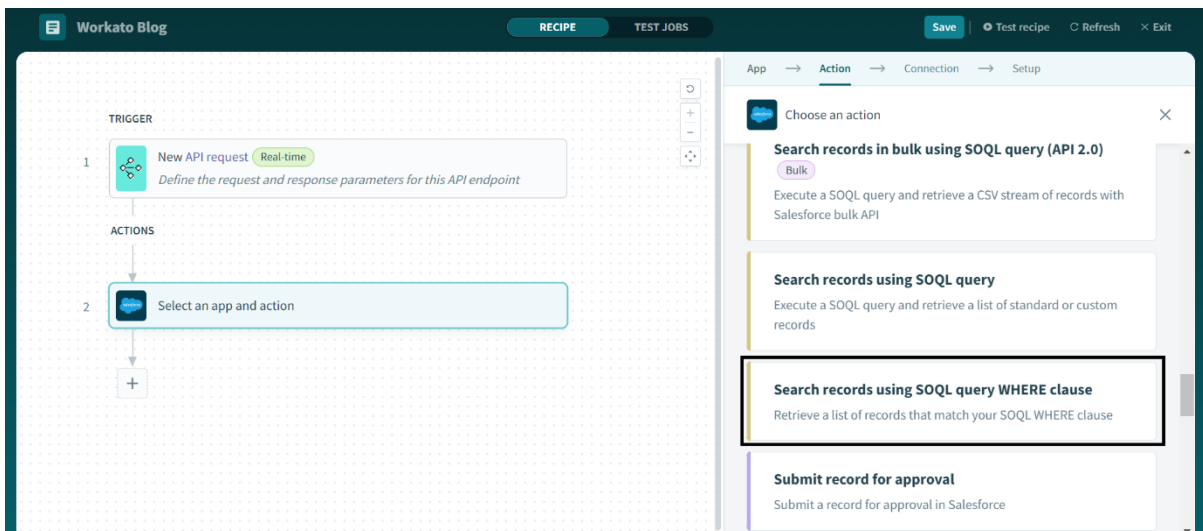 Workato Blog
RECIPE
TEST JOBS
Save
Test recipe
Refresh
Exit
App
Action
Connection
Setup
Choose an action
TRIGGER
1
New API request Real-time
Define the request and response parameters for this API endpoint
ACTIONS
2
Select an app and action
Search records in bulk using SOQL query (API 2.0)
Bulk
Execute a SOQL query and retrieve a CSV stream of records with
Salesforce bulk API
Search records using SOQL query
Execute a SOQL query and retrieve a list of standard or custom
records
Search records using SOQL query WHERE clause
Retrieve a list of records that match your SOQL WHERE clause
Submit record for approval
Submit a record for approval in Salesforce